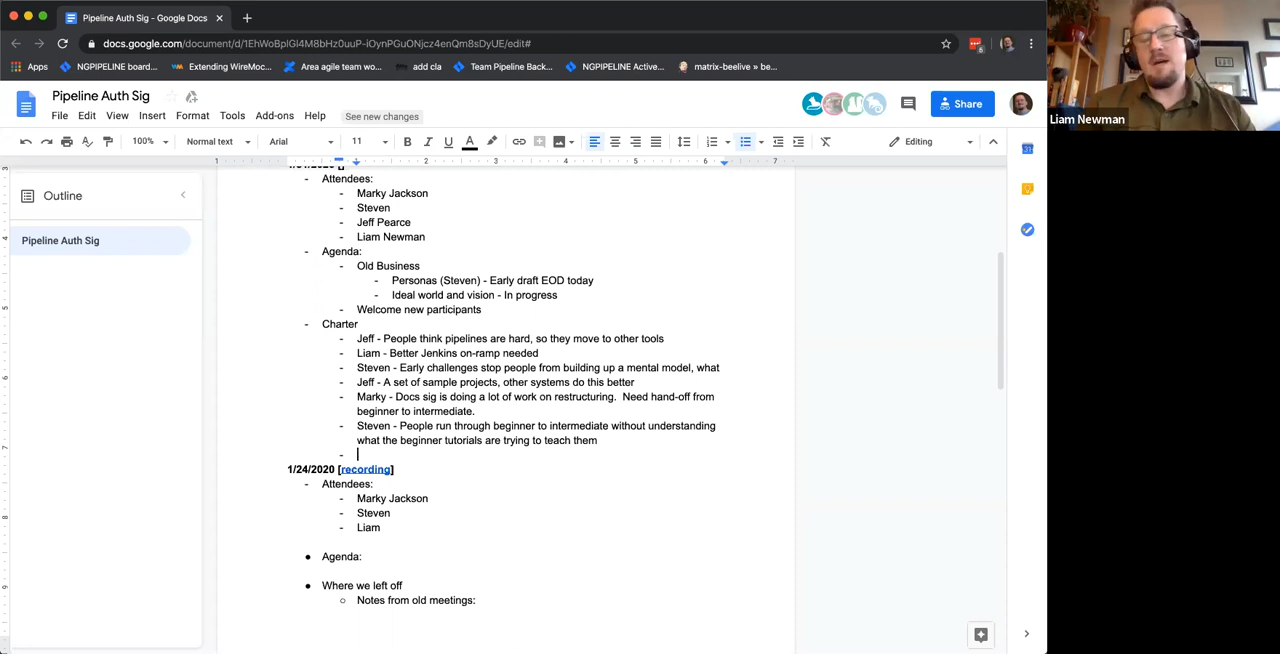 Pipeline Auth Sig - Google Docs
docs.google.com/document/d/1EhWoBplGl4M8bHz0uuP-iOynPGuONjcz4enQm8sDyUE/edit#
Apps
NGPIPELINE board...
Extending WireMoc...
Area agile team wo...
add cla
Team Pipeline Back...
NGPIPELINE Active...
matrix-beelive » be...
Pipeline Auth Sig
File Edit View Insert Format Tools Add-ons Help See new changes
Share
100% Normal text Arial 11 Editing
1 1 2 3 4 5 6 7
Outline
Pipeline Auth Sig
- Attendees:
- Marky Jackson
- Steven
- Jeff Pearce
- Liam Newman
- Agenda:
- Old Business
- Personas (Steven) - Early draft EOD today
- Ideal world and vision - In progress
- Welcome new participants
- Charter
- Jeff - People think pipelines are hard, so they move to other tools
- Liam - Better Jenkins on-ramp needed
- Steven - Early challenges stop people from building up a mental model, what
- Jeff - A set of sample projects, other systems do this better
- Marky - Docs sig is doing a lot of work on restructuring.  Need hand-off from
beginner to intermediate.
- Steven - People run through beginner to intermediate without understanding
what the beginner tutorials are trying to teach them
-
1/24/2020 [recording]
- Attendees:
- Marky Jackson
- Steven
- Liam
● Agenda:
● Where we left off
○ Notes from old meetings:
Liam Newman